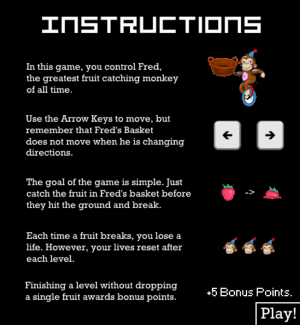 INSTRUCTIONS
In this game, you control Fred,
the greatest fruit catching monkey
of all time.
Use the Arrow Keys to move, but
remember that Fred's Basket
does not move when he is changing
directions.
The goal of the game is simple. Just
catch the fruit in Fred's basket before
they hit the ground and break.
->
Each time a fruit breaks, you lose a
life. However, your lives reset after
each level.
Finishing a level without dropping
a single fruit awards bonus points.
+5 Bonus Points.
Play!